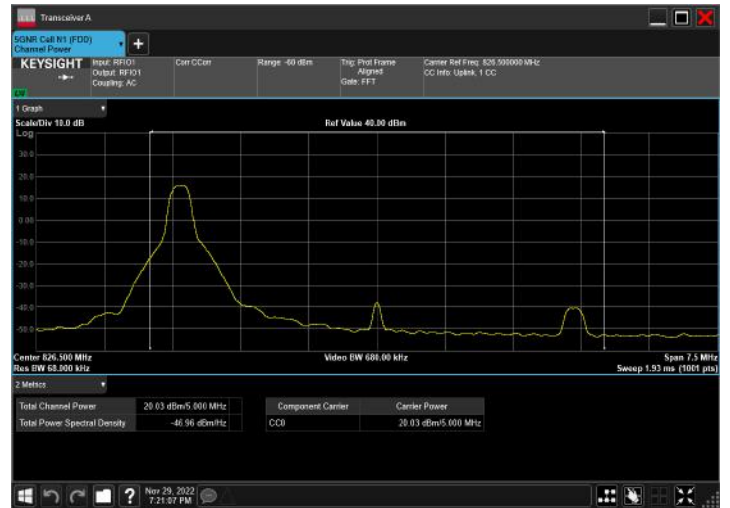 Transceiver A
5GNR Cell N1 (FDD)
Channel Power
KEYSIGHT
Input: RFIO1
Output: RFIO1
Coupling: AC
Corr CCorr
Range -60 dBm
Trig: Prot Frame
Aligned
Gate: FFT
Carrier Ref Freq: 826.500000 MHz
CC Info: Uplink, 1 CC
1 Graph
Scale/Div 10.0 dB
Ref Value 40.00 dBm
Log
30.0
20.0
10.0
0.00
-10.0
-20.0
-30.0
-40.0
-50.0
Center 826.500 MHz
Video BW 680.00 kHz
Span 7.5 MHz
Res BW 68.000 kHz
Sweep 1.93 ms (1001 pts)
2 Metrics
Total Channel Power
20.03 dBm/5.000 MHz
Total Power Spectral Density
-46.96 dBm/Hz
Component Carrier
Carrier Power
CC0
20.03 dBm/5.000 MHz
Nov 29, 2022
7:21:07 PM